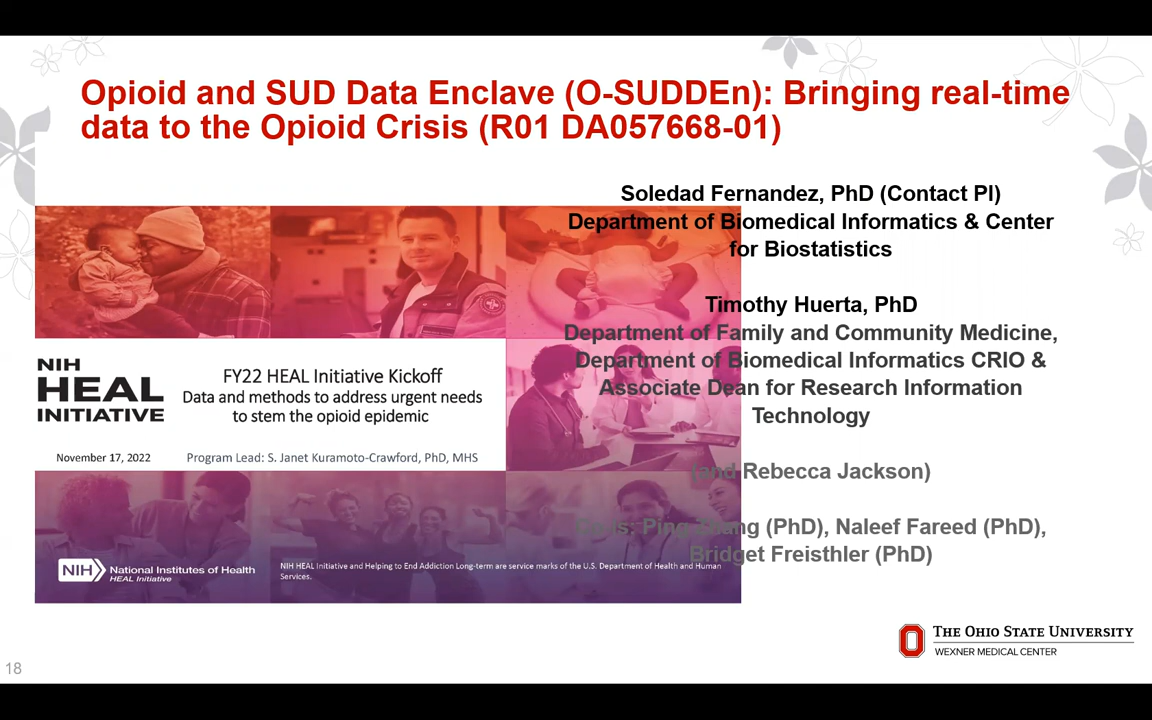 Opioid and SUD Data Enclave (O-SUDDEn): Bringing real-time
data to the Opioid Crisis (R01 DA057668-01)
Soledad Fernandez, PhD (Contact PI)
Department of Biomedical Informatics & Center
for Biostatistics
Timothy Huerta, PhD
Department of Family and Community Medicine,
Department of Biomedical Informatics CRIO &
Associate Dean for Research Information
Technology
(and Rebecca Jackson)
Co-Is: Ping Zhang (PhD), Naleef Fareed (PhD),
Bridget Freisthler (PhD)
NIH
HEAL
INITIATIVE
FY22 HEAL Initiative Kickoff
Data and methods to address urgent needs
to stem the opioid epidemic
November 17, 2022
Program Lead: S. Janet Kuramoto-Crawford, PhD, MHS
NIH
National Institutes of Health
HEAL Initiative
NIH HEAL Initiative and Helping to End Addiction Long-term are service marks of the U.S. Department of Health and Human
Services.
THE OHIO STATE UNIVERSITY
WEXNER MEDICAL CENTER
18